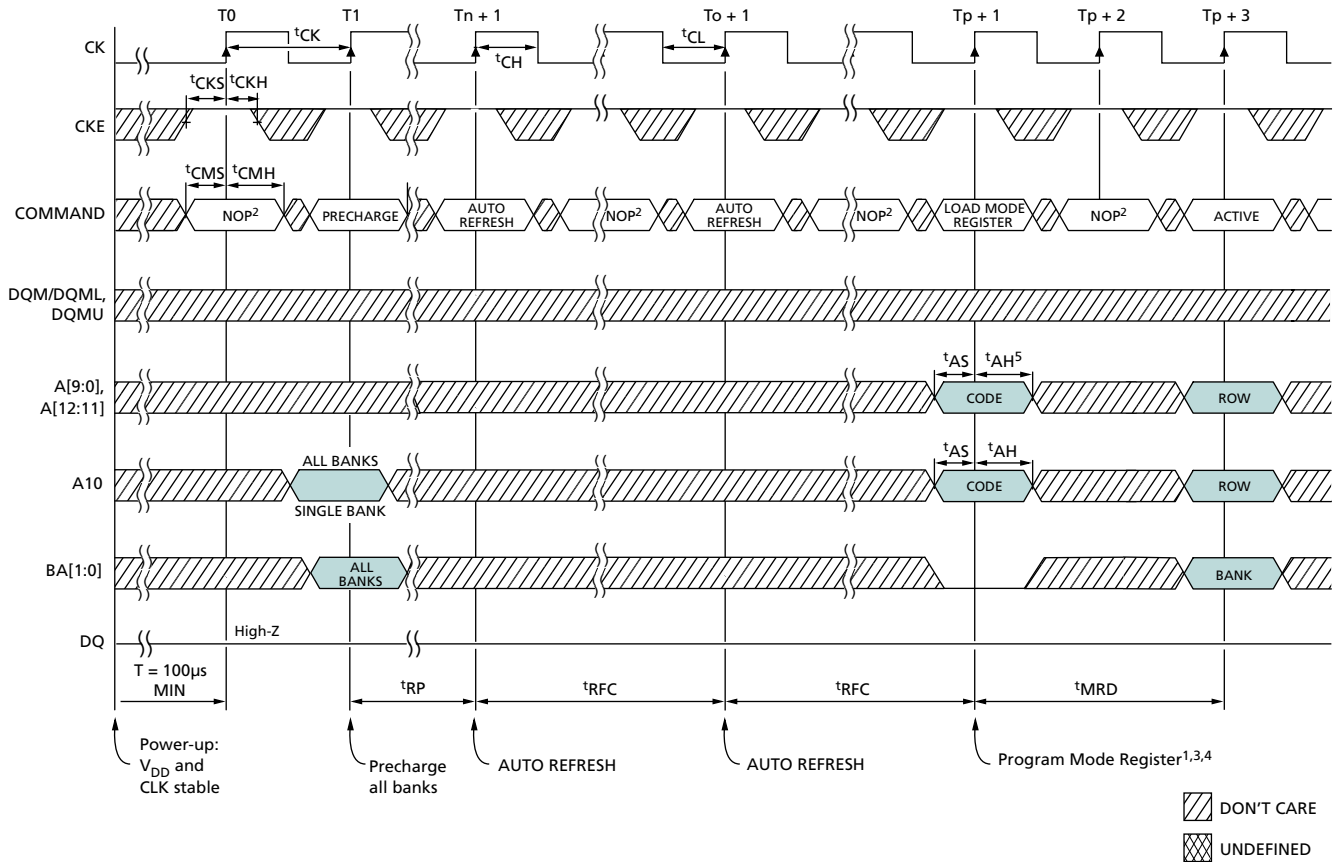 T0 T1 Tn + 1 To + 1 Tp + 1 Tp + 2 Tp + 3
CK
tCK
tCH
tCL
tCKS tCKH
CKE
tCMS tCMH
COMMAND
NOP2 PRECHARGE AUTO REFRESH NOP2 AUTO REFRESH NOP2 LOAD MODE REGISTER NOP2 ACTIVE
DQM/DQML,
DQMU
tAS tAH5
A[9:0],
A[12:11]
CODE ROW
ALL BANKS
tAS tAH
A10
CODE ROW
SINGLE BANK
BA[1:0]
ALL BANKS
BANK
High-Z
DQ
T = 100µs
MIN
tRP tRFC tRFC tMRD
Power-up:
VDD and
CLK stable
Precharge
all banks
AUTO REFRESH
AUTO REFRESH
Program Mode Register1,3,4
DON'T CARE
UNDEFINED